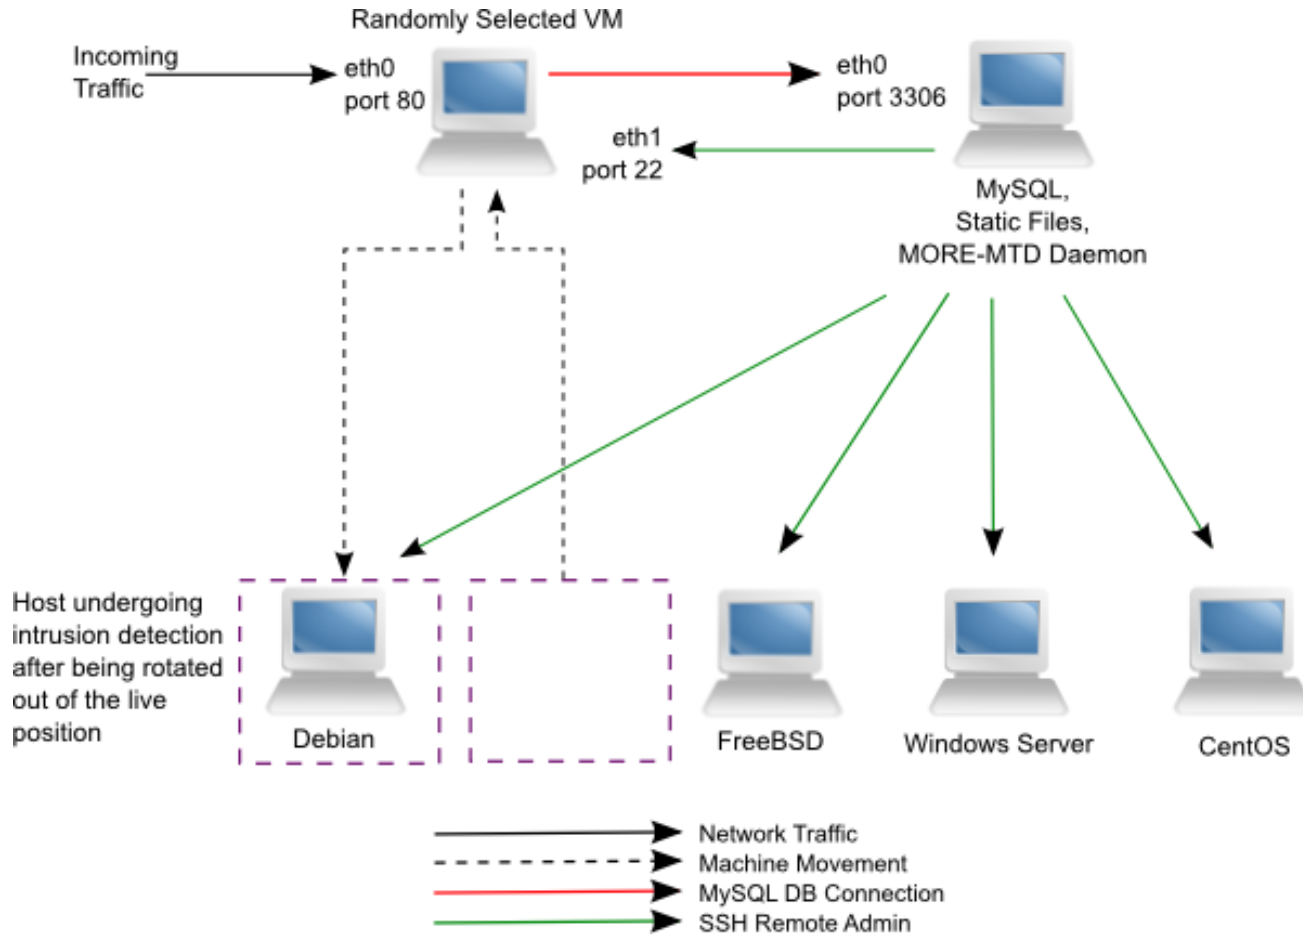 Randomly Selected VM
Incoming
Traffic
eth0
port 80
eth0
port 3306
eth1
port 22
MySQL,
Static Files,
MORE-MTD Daemon
Host undergoing
intrusion detection
after being rotated
out of the live
position
Debian
FreeBSD
Windows Server
CentOS
Network Traffic
Machine Movement
MySQL DB Connection
SSH Remote Admin